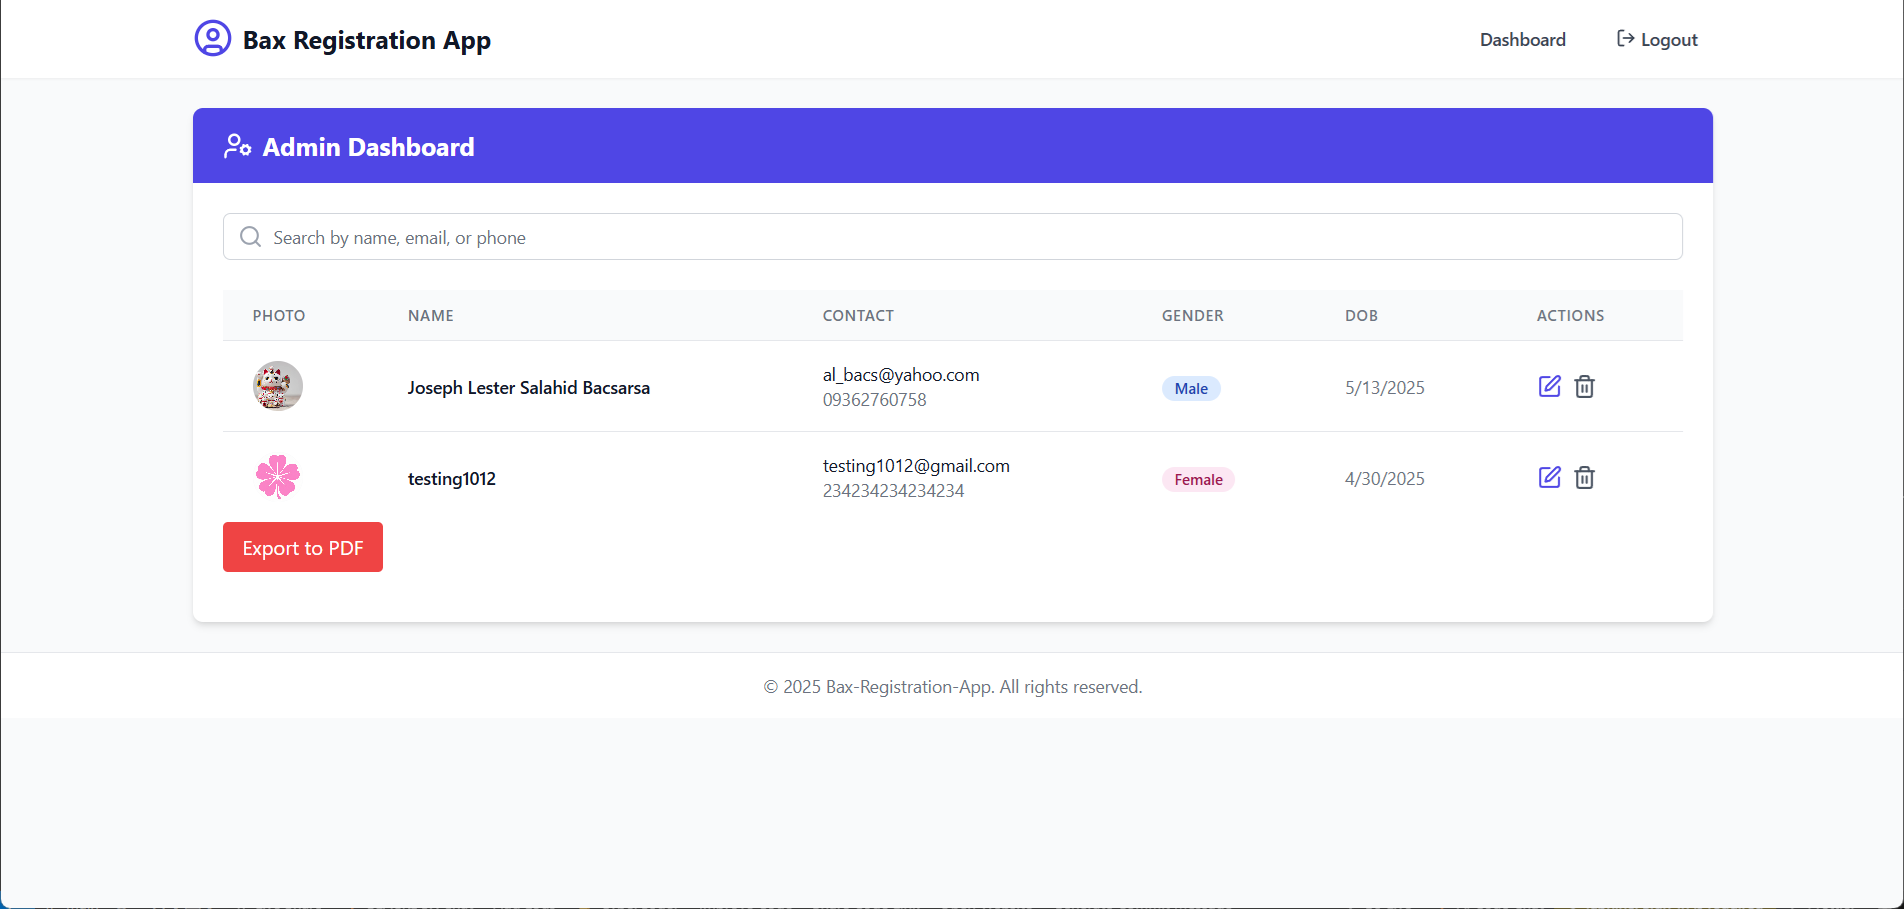 Bax Registration App
Dashboard
Logout
Admin Dashboard
Search by name, email, or phone
PHOTO NAME CONTACT GENDER DOB ACTIONS
Joseph Lester Salahid Bacsarsa
al_bacs@yahoo.com
09362760758
Male
5/13/2025
testing1012
testing1012@gmail.com
234234234234234
Female
4/30/2025
Export to PDF
© 2025 Bax-Registration-App. All rights reserved.